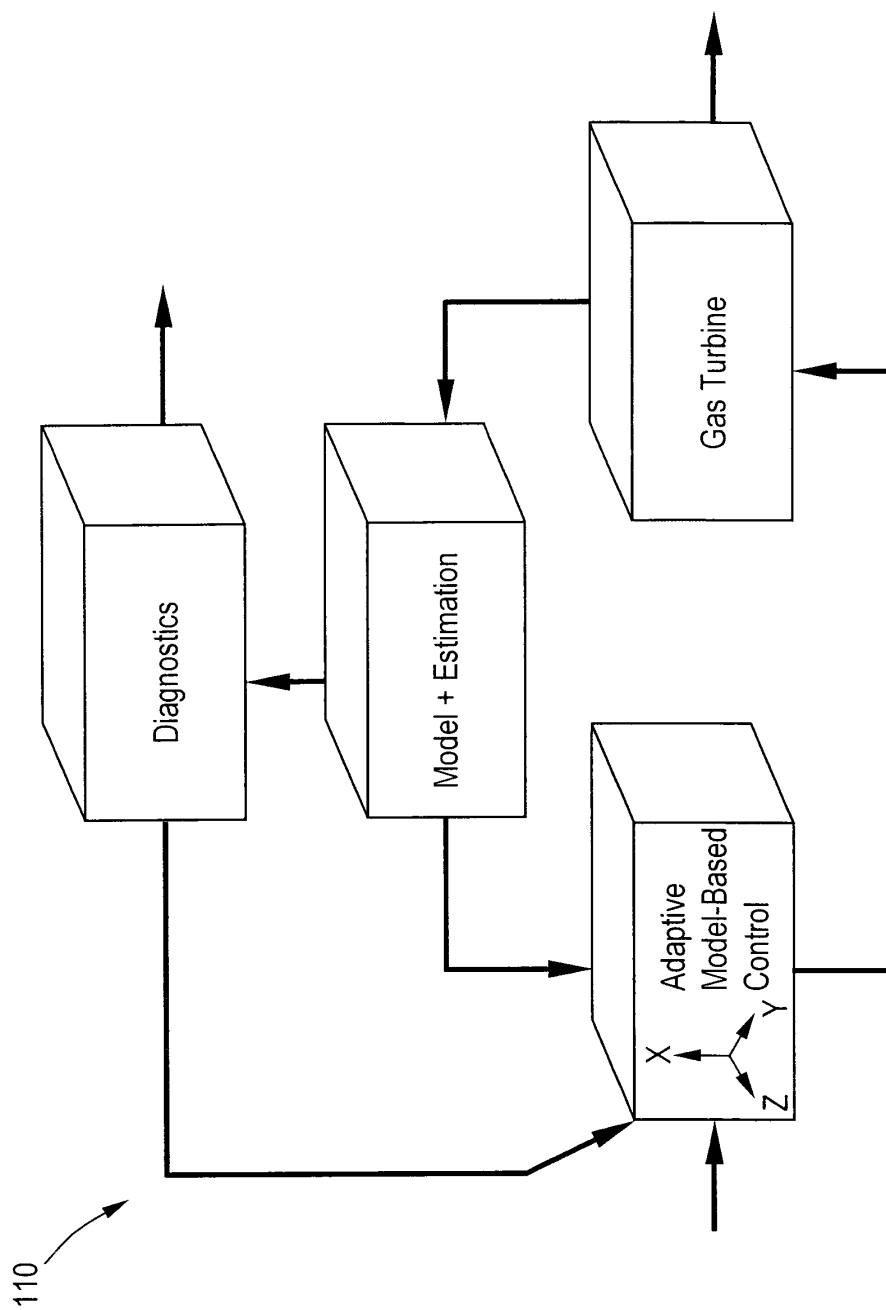 110
Diagnostics
Model + Estimation
Adaptive
Model-Based
Control
X
Y
Z
Gas Turbine